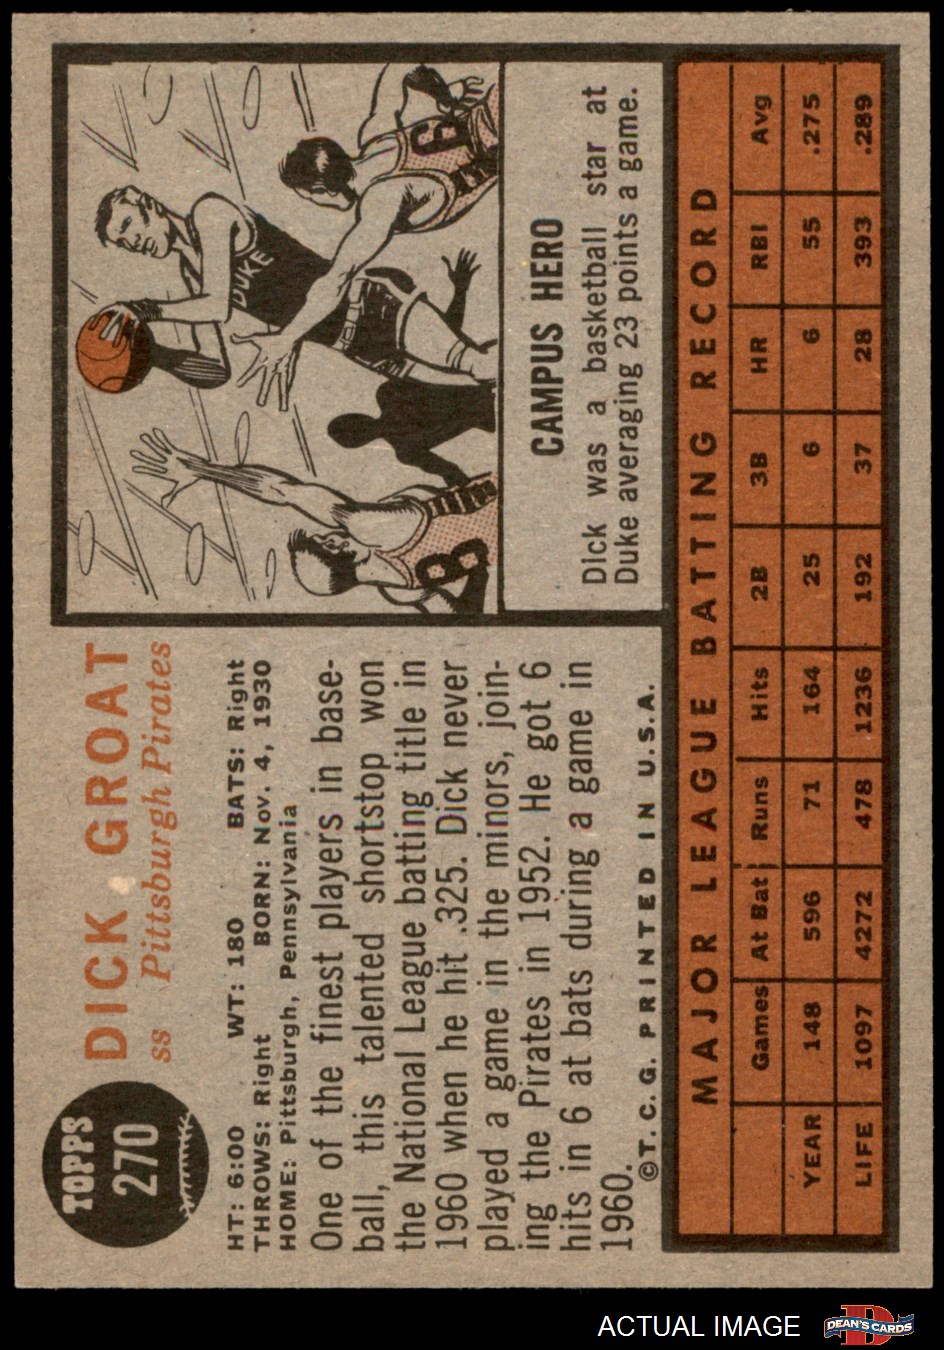 TOPPS
270
DICK GROAT
ss Pittsburgh Pirates
HT: 6:00 WT: 180 BATS: Right
THROWS: Right BORN: Nov. 4, 1930
HOME: Pittsburgh, Pennsylvania
One of the finest players in base-
ball, this talented shortstop won
the National League batting title in
1960 when he hit .325. Dick never
played a game in the minors, join-
ing the Pirates in 1952. He got 6
hits in 6 at bats during a game in
1960.
©T. C. G. PRINTED IN U.S.A.
DUKE
6
8
CAMPUS HERO
Dick was a basketball star at
Duke averaging 23 points a game.
MAJOR LEAGUE BATTING RECORD
Games At Bat Runs Hits 2B 3B HR RBI Avg
YEAR 148 596 71 164 25 6 6 55 .275
LIFE 1097 4272 478 1236 192 37 28 393 .289
ACTUAL IMAGE
DEAN'S CARDS